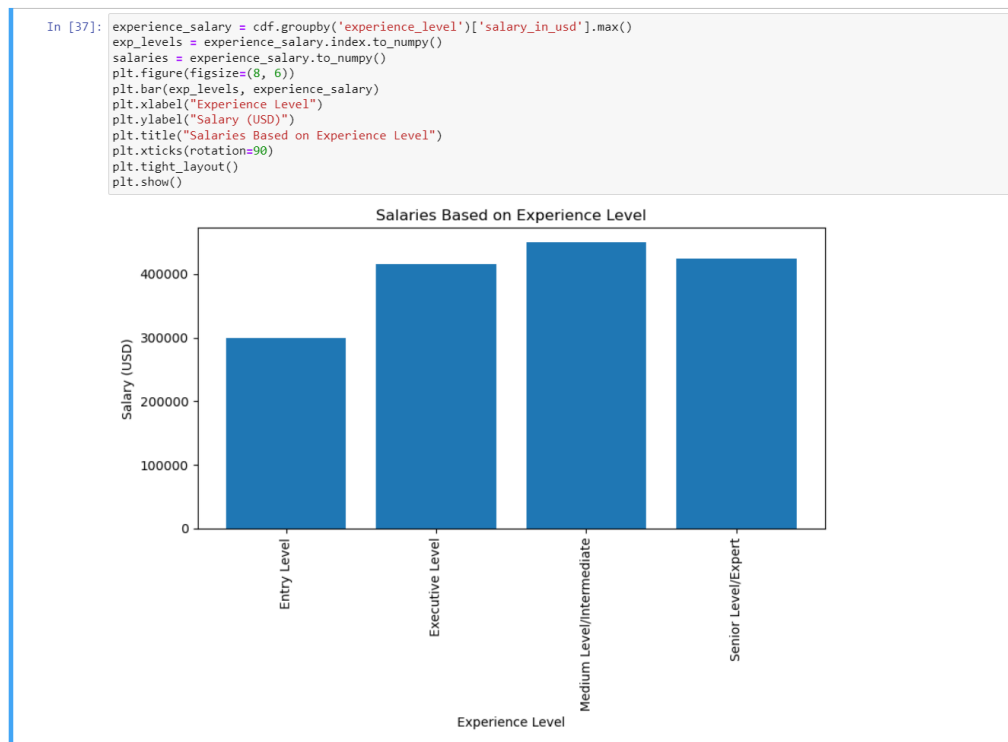 In [37]: experience_salary = cdf.groupby('experience_level')['salary_in_usd'].max()
exp_levels = experience_salary.index.to_numpy()
salaries = experience_salary.to_numpy()
plt.figure(figsize=(8, 6))
plt.bar(exp_levels, experience_salary)
plt.xlabel("Experience Level")
plt.ylabel("Salary (USD)")
plt.title("Salaries Based on Experience Level")
plt.xticks(rotation=90)
plt.tight_layout()
plt.show()
Salaries Based on Experience Level
Salary (USD)
400000
300000
200000
100000
0
Entry Level
Executive Level
Medium Level/Intermediate
Senior Level/Expert
Experience Level